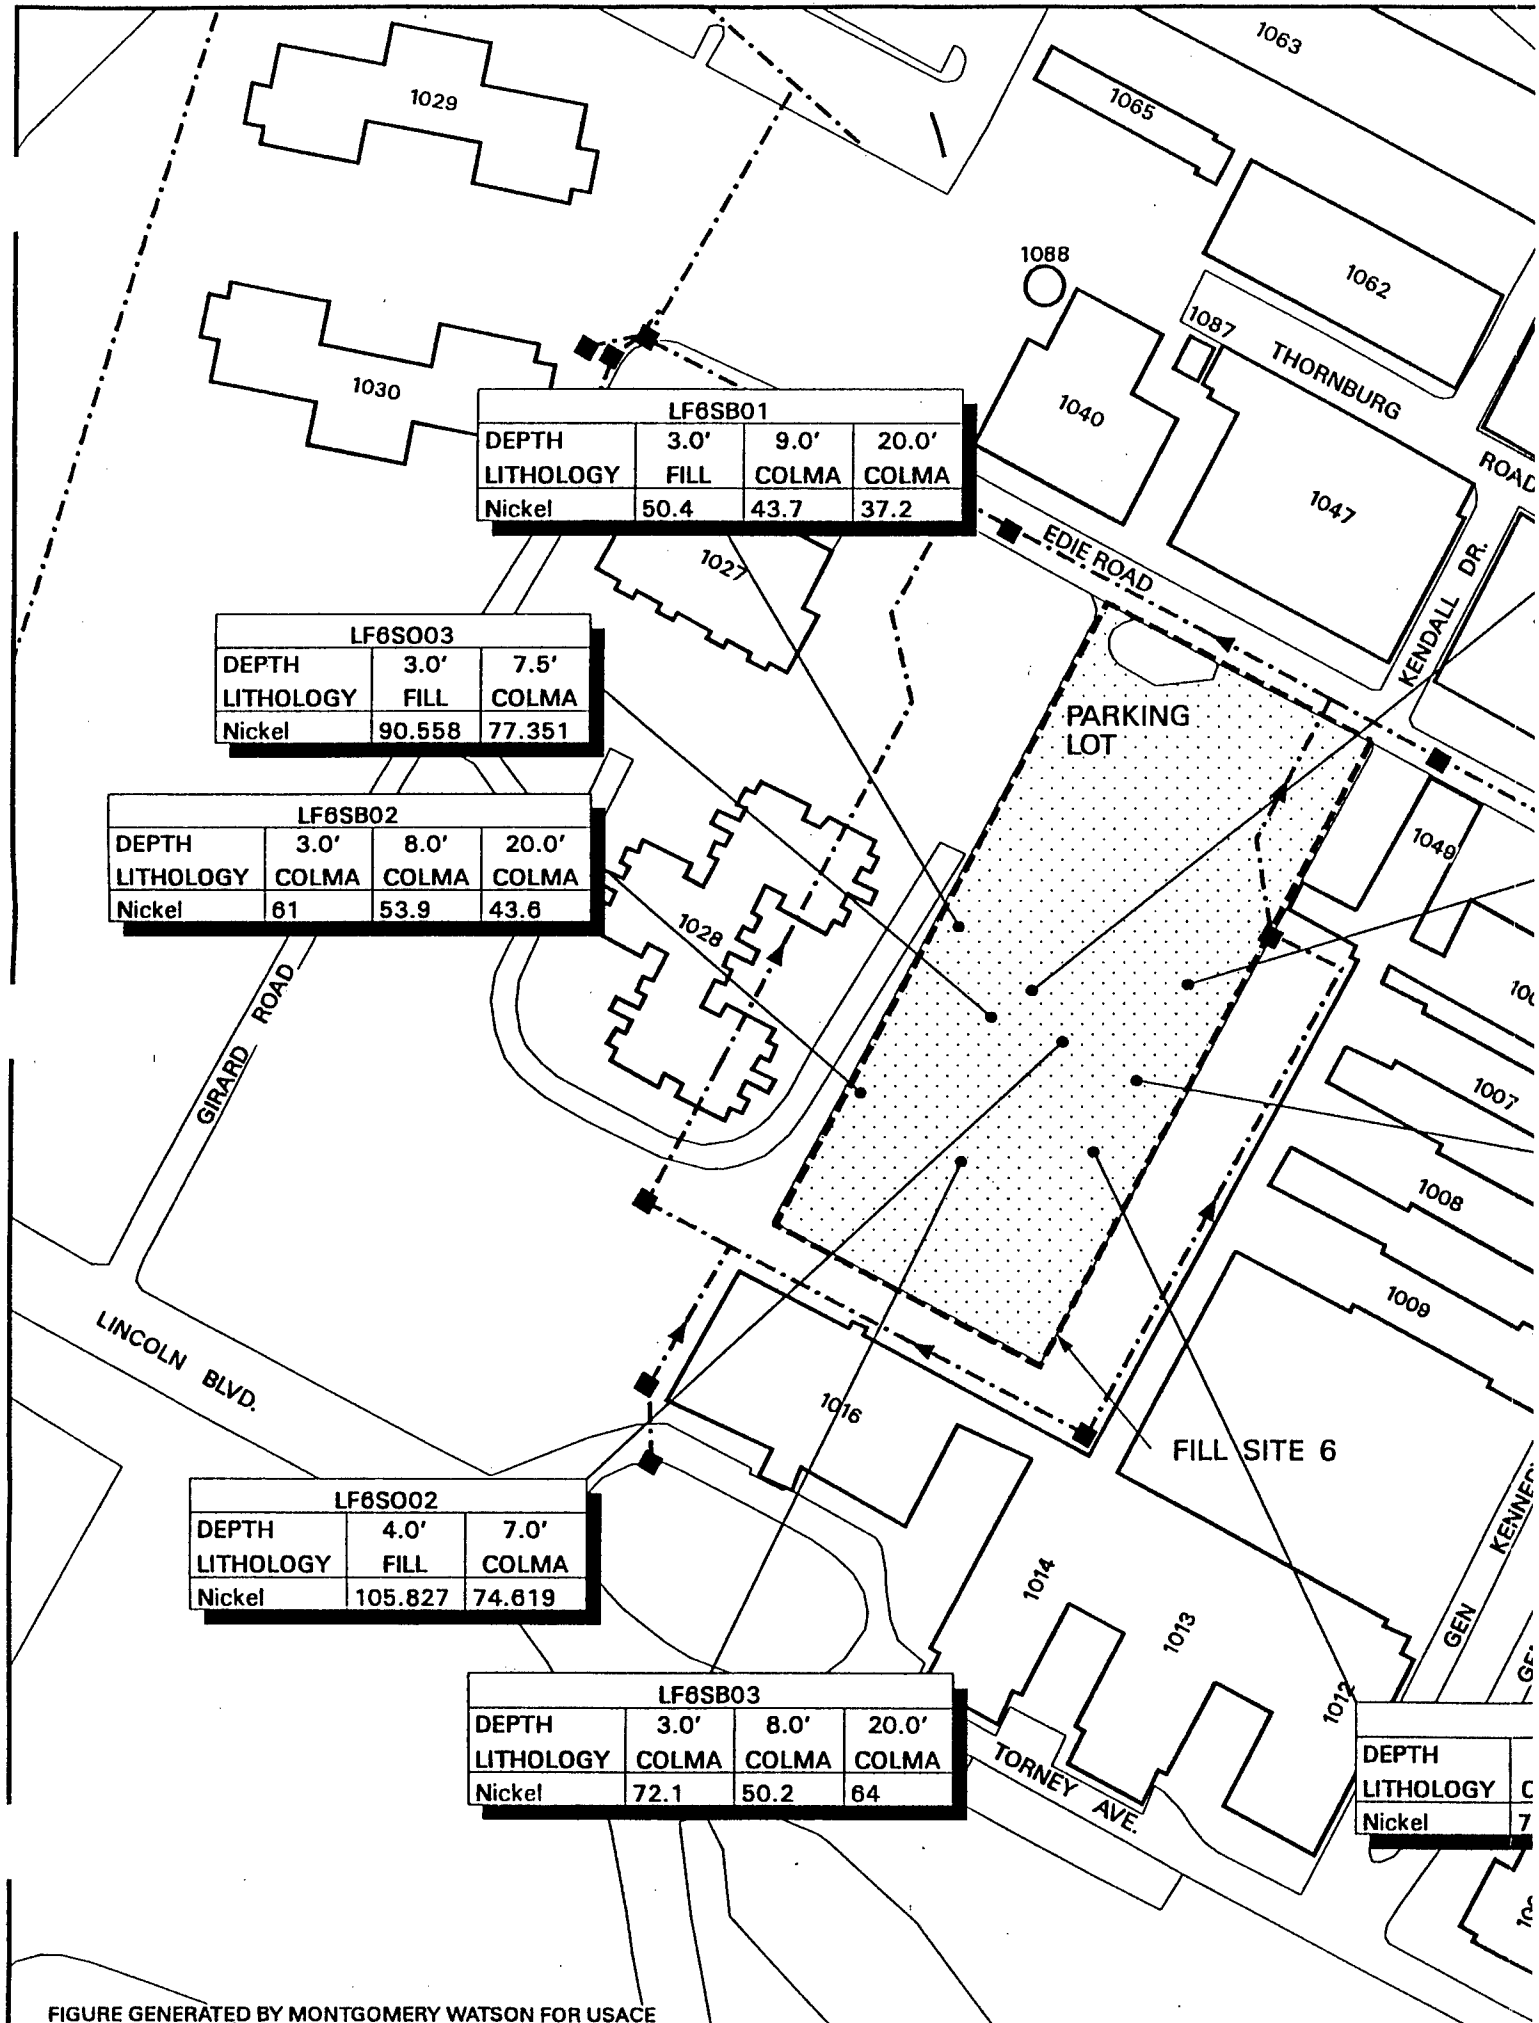 1063
1029
1065
1088
1062
1087
THORNBURG
ROAD
1030
1040
1047
LF6SB01
DEPTH 3.0' 9.0' 20.0'
LITHOLOGY FILL COLMA COLMA
Nickel 50.4 43.7 37.2
EDIE ROAD
KENDALL DR.
1027
LF6SO03
DEPTH 3.0' 7.5'
LITHOLOGY FILL COLMA
Nickel 90.558 77.351
PARKING
LOT
LF6SB02
DEPTH 3.0' 8.0' 20.0'
LITHOLOGY COLMA COLMA COLMA
Nickel 61 53.9 43.6
1049
1028
GIRARD ROAD
1007
1008
1009
LINCOLN BLVD.
1016
FILL SITE 6
LF6SO02
DEPTH 4.0' 7.0'
LITHOLOGY FILL COLMA
Nickel 105.827 74.619
1014
1013
1012
GEN
LF6SB03
DEPTH 3.0' 8.0' 20.0'
LITHOLOGY COLMA COLMA COLMA
Nickel 72.1 50.2 64
TORNEY AVE.
DEPTH
LITHOLOGY
Nickel
FIGURE GENERATED BY MONTGOMERY WATSON FOR USACE